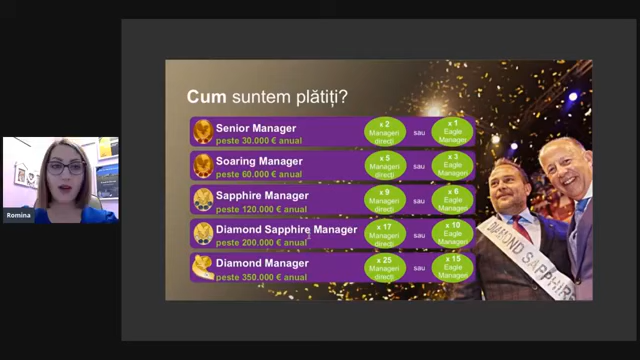 Cum suntem plătiți?
Senior Manager
peste 30.000 € anual
x 2
Manageri
direcți
sau
x 1
Eagle
Manager
Soaring Manager
peste 60.000 € anual
x 5
Manageri
direcți
sau
x 3
Eagle
Manageri
Sapphire Manager
peste 120.000 € anual
x 9
Manageri
direcți
sau
x 6
Eagle
Manageri
Diamond Sapphire Manager
peste 200.000 € anual
x 17
Manageri
direcți
sau
x 10
Eagle
Manageri
Diamond Manager
peste 350.000 € anual
x 25
Manageri
direcți
sau
x 15
Eagle
Manageri
DIAMOND SAPPHIRE
Romina